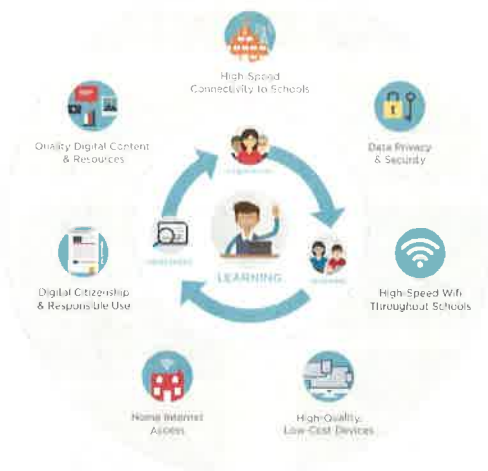 High-Speed
Connectivity to Schools
Data Privacy
& Security
High-Speed Wifi
Throughout Schools
High-Quality,
Low-Cost Devices
Home Internet
Access
Digital Citizenship
& Responsible Use
Quality Digital Content
& Resources
LEARNING